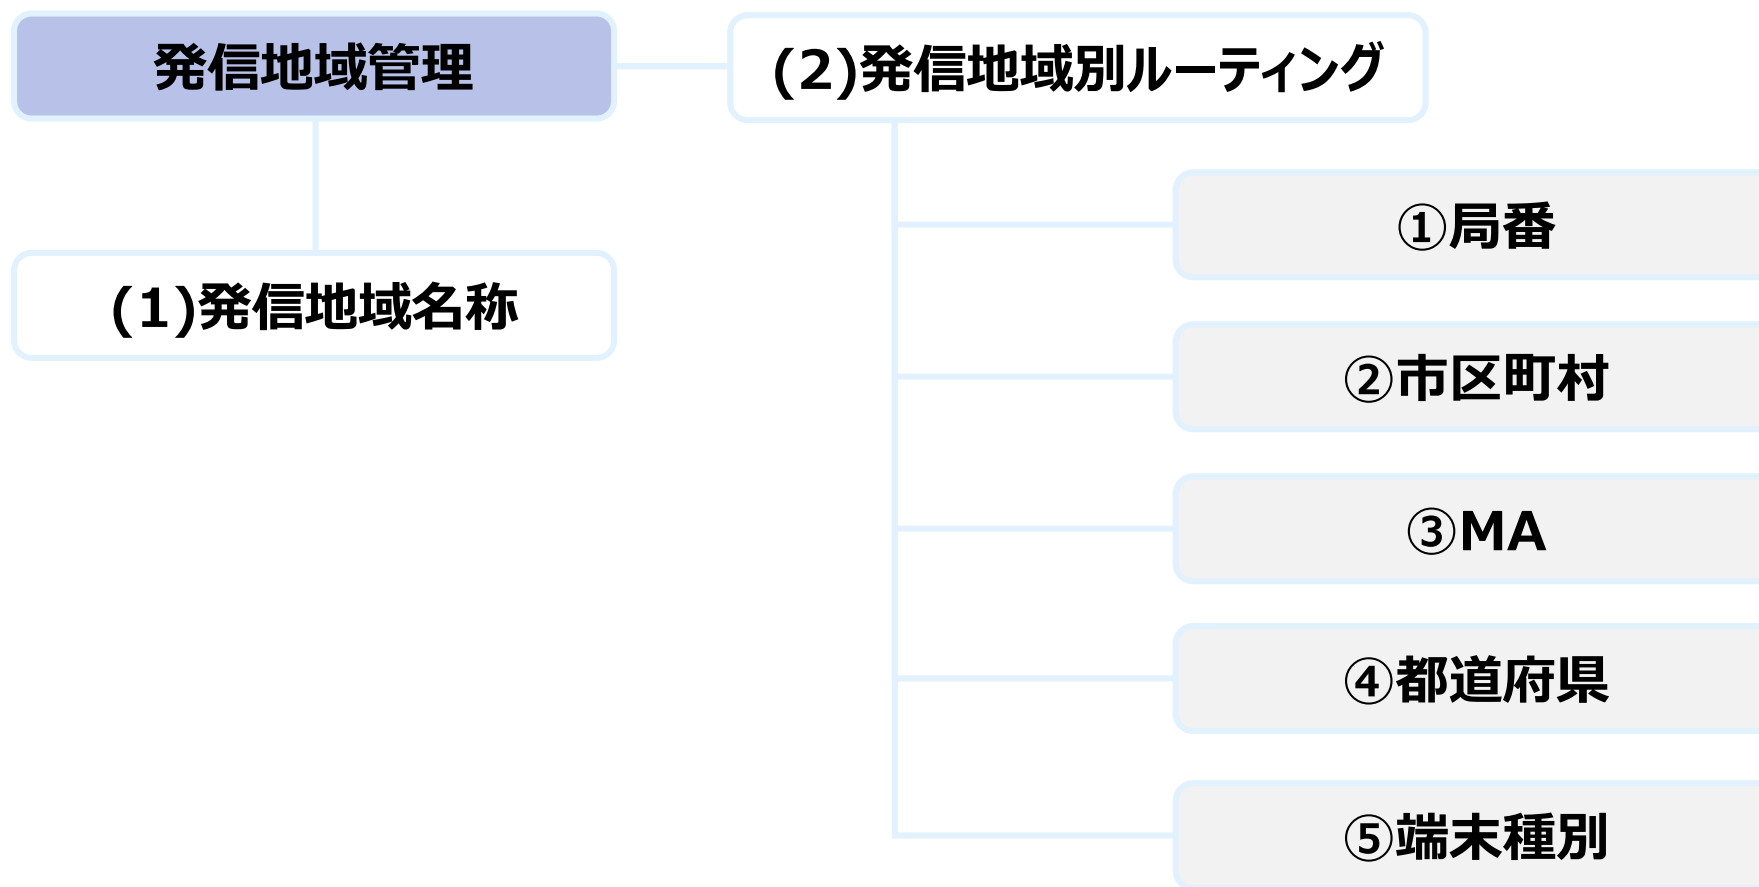 発信地域管理
(2)発信地域別ルーティング
(1)発信地域名称
①局番
②市区町村
③MA
④都道府県
⑤端末種別